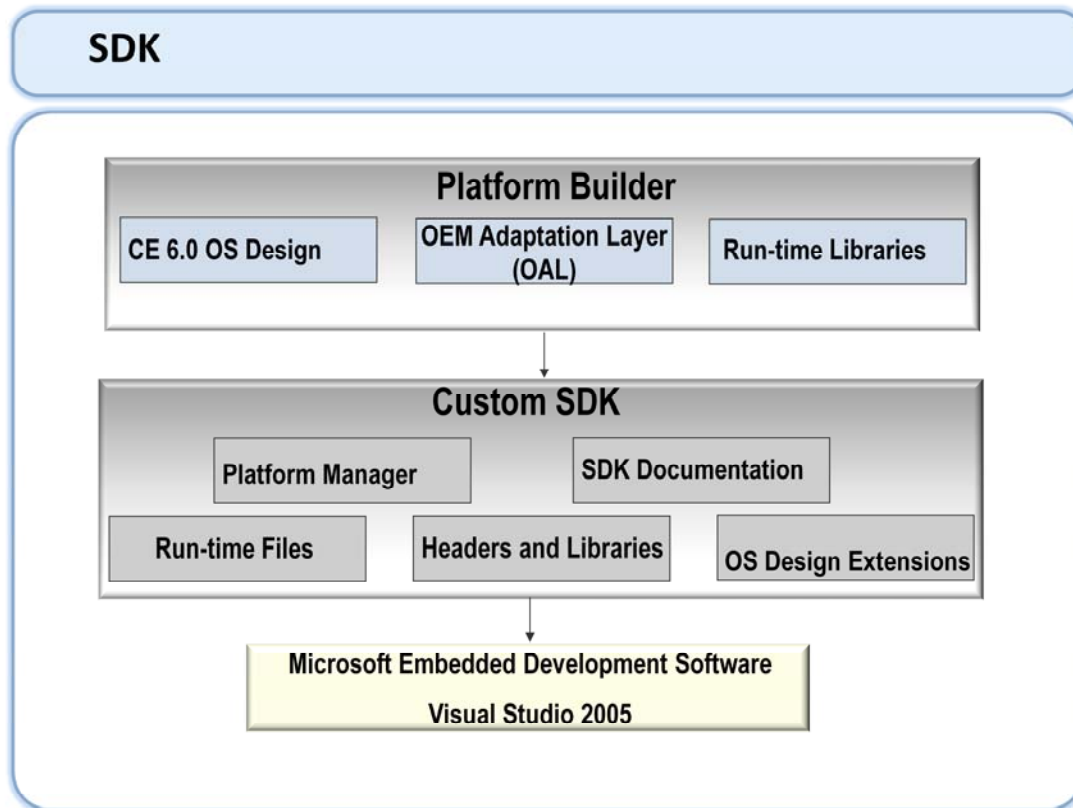 SDK
Platform Builder
CE 6.0 OS Design
OEM Adaptation Layer
(OAL)
Run-time Libraries
Custom SDK
Platform Manager
SDK Documentation
Run-time Files
Headers and Libraries
OS Design Extensions
Microsoft Embedded Development Software
Visual Studio 2005